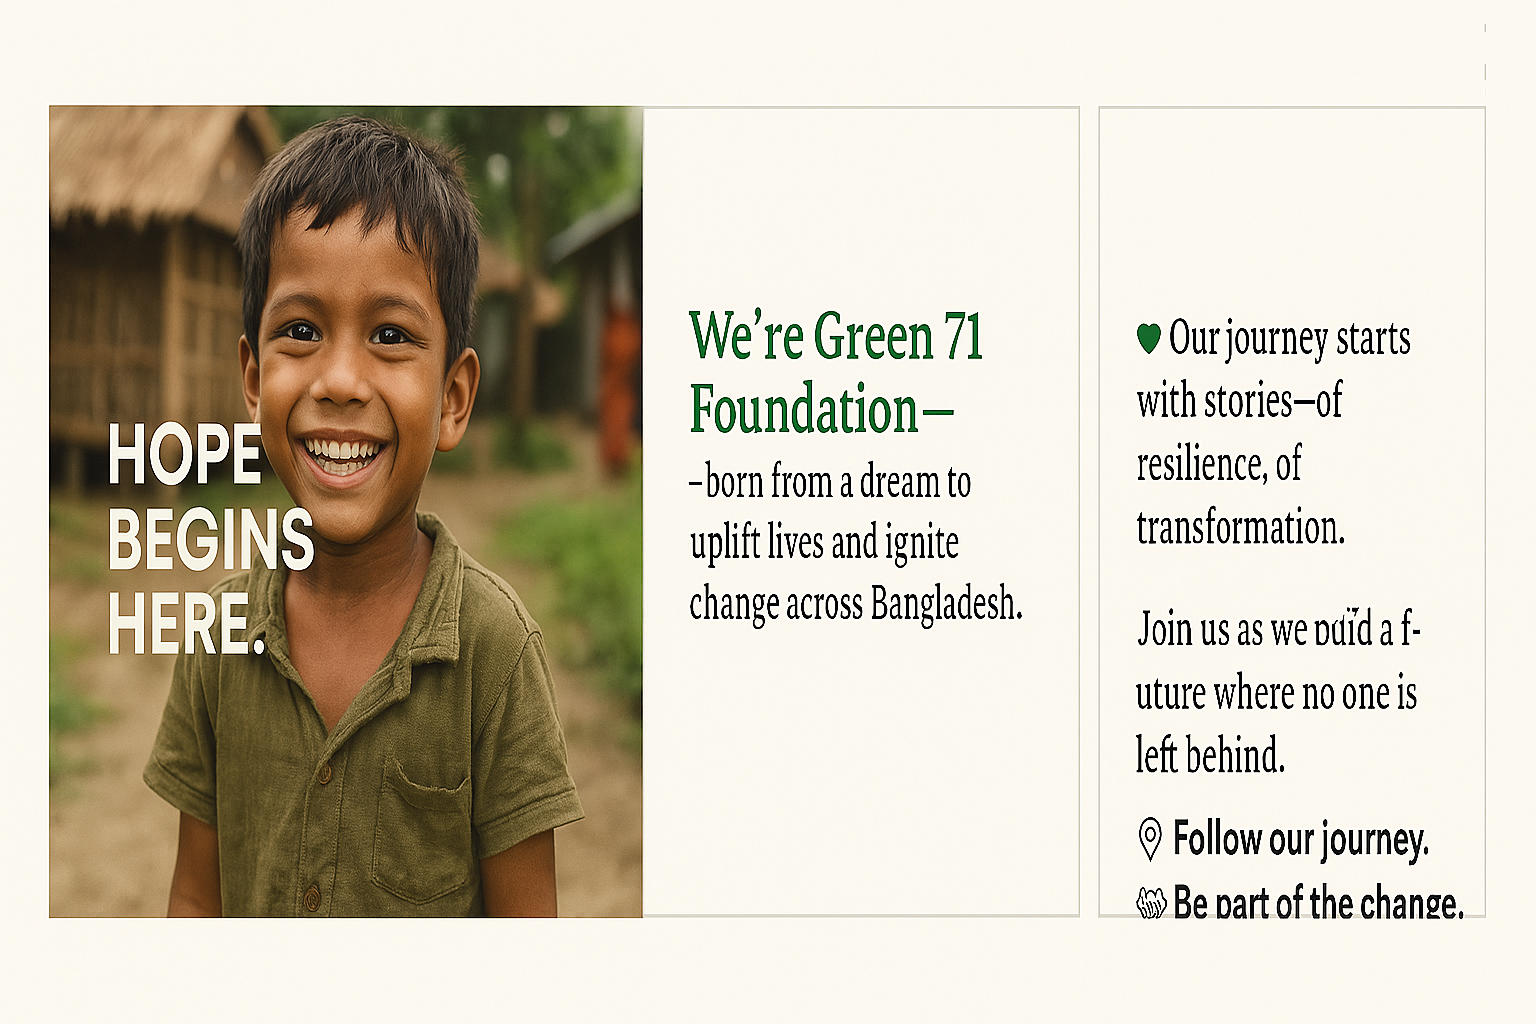 HOPE
BEGINS
HERE.
We’re Green 71
Foundation—
–born from a dream to
uplift lives and ignite
change across Bangladesh.
Our journey starts
with stories—of
resilience, of
transformation.
Join us as we a f-
uture where no one is
left behind.
Follow our journey.
Be part of the change.